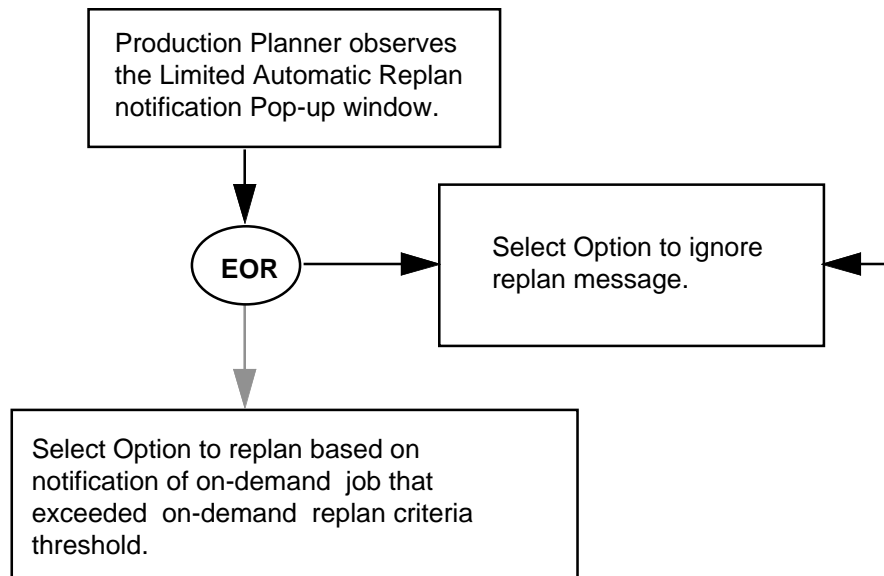 Production Planner observes
the Limited Automatic Replan
notification Pop-up window.
EOR
Select Option to ignore
replan message.
Select Option to replan based on
notification of on-demand  job that
exceeded  on-demand  replan criteria
threshold.